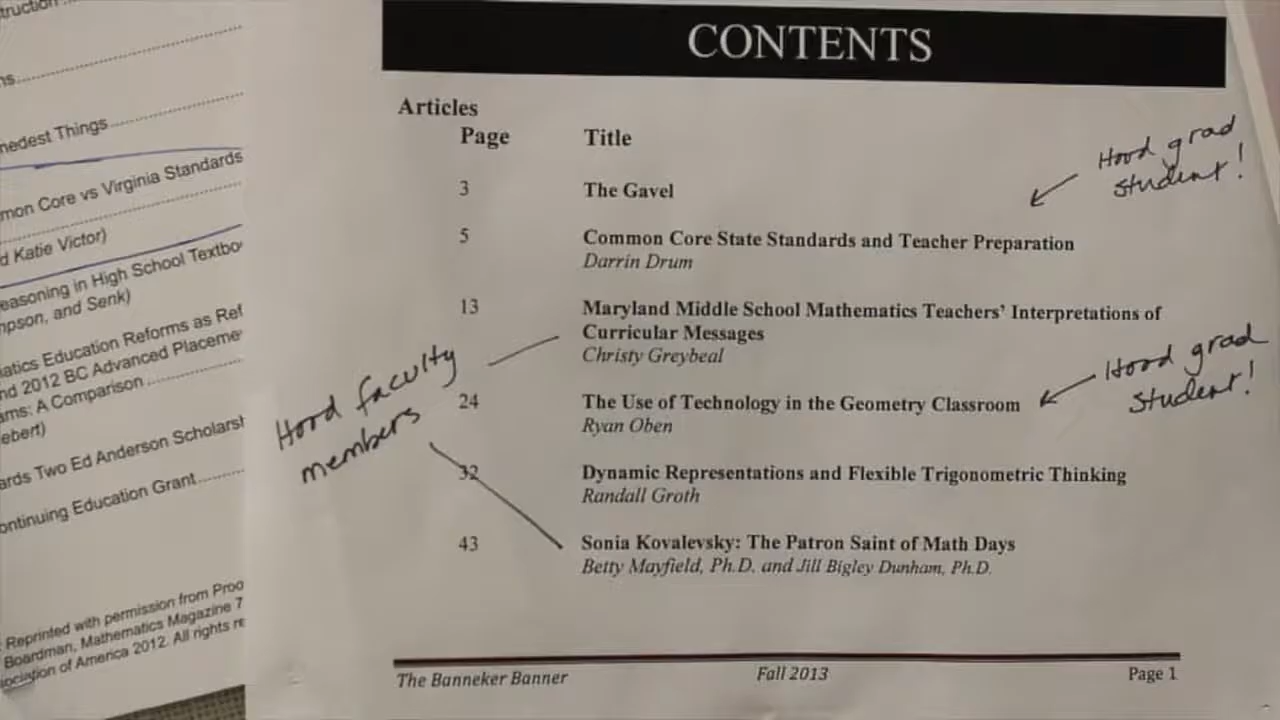 nedest Things
mon Core vs Virginia Standards
d Katie Victor)
easoning in High School Textbo
npson, and Senk)
atics Education Reforms as Ref
nd 2012 BC Advanced Placeme
ams: A Comparison
ebert)
ards Two Ed Anderson Scholarsh
ontinuing Education Grant
Reprinted with permission from Proo
Boardman, Mathematics Magazine 7
ociation of America 2012. All rights re
CONTENTS
Articles
Page Title
3 The Gavel
Hood grad
student!
5 Common Core State Standards and Teacher Preparation
Darrin Drum
13 Maryland Middle School Mathematics Teachers' Interpretations of
Curricular Messages
Christy Greybeal
Hood faculty
members
24 The Use of Technology in the Geometry Classroom
Ryan Oben
Hood grad
student!
32 Dynamic Representations and Flexible Trigonometric Thinking
Randall Groth
43 Sonia Kovalevsky: The Patron Saint of Math Days
Betty Mayfield, Ph.D. and Jill Bigley Dunham, Ph.D.
The Banneker Banner Fall 2013 Page 1